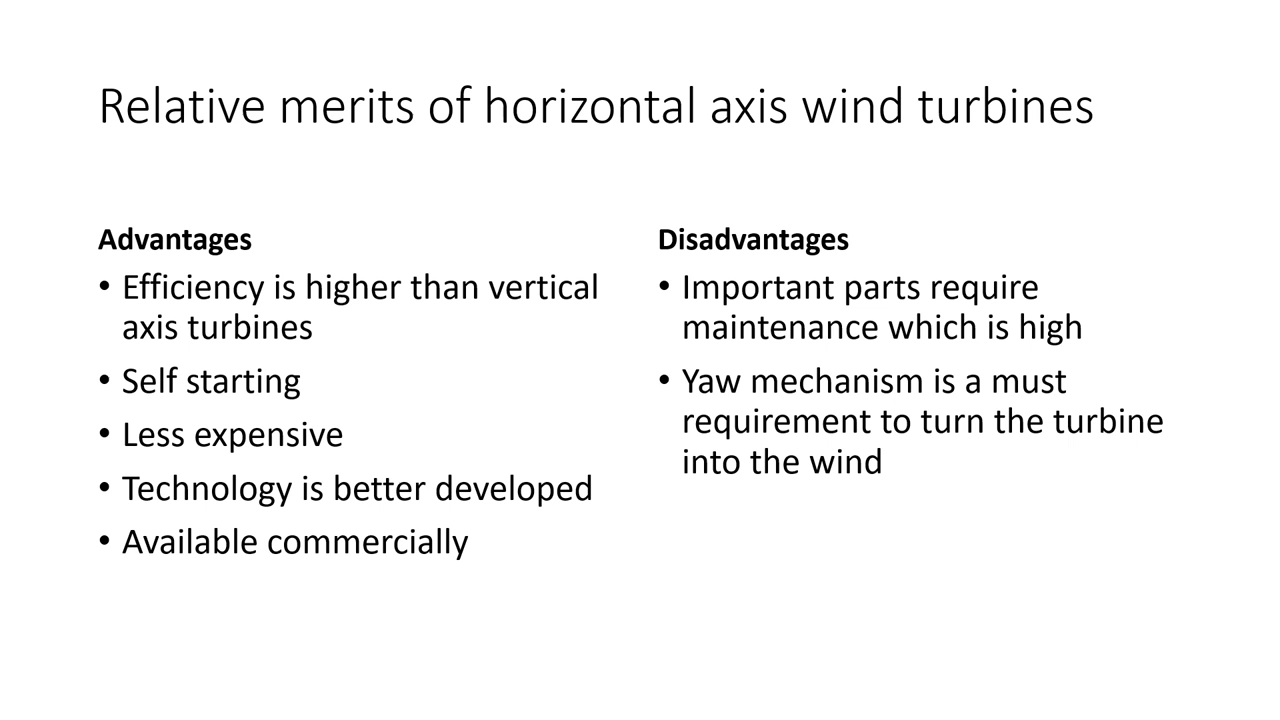 Relative merits of horizontal axis wind turbines
Advantages
• Efficiency is higher than vertical
axis turbines
• Self starting
• Less expensive
• Technology is better developed
• Available commercially
Disadvantages
• Important parts require
maintenance which is high
• Yaw mechanism is a must
requirement to turn the turbine
into the wind